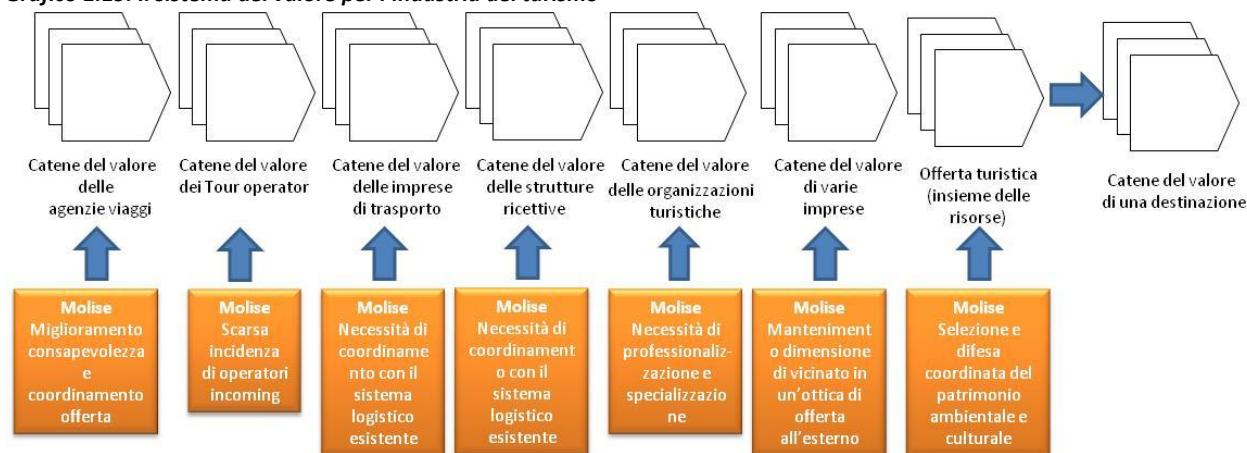 Catene del valore
delle
agenzie viaggi
Catene del valore
dei Tour operator
Catene del valore
delle imprese
di trasporto
Catene del valore
delle strutture
ricettive
Catene del valore
delle organizzazioni
turistiche
Catene del valore
di varie
imprese
Offerta turistica
(insieme delle
risorse)
Catene del valore
di una destinazione
Molise
Miglioramento
consapevolezza
e
coordinamento
offerta
Molise
Scarsa
incidenza
di operatori
incoming
Molise
Necessità di
coordiname
nto con il
sistema
logistico
esistente
Molise
Necessità di
coordinament
o con il
sistema
logistico
esistente
Molise
Necessità di
professionaliz-
zazione e
specializzazio
ne
Molise
Manteniment
o dimensione
di vicinato in
un'ottica di
offerta
all'esterno
Molise
Selezione e
difesa
coordinata del
patrimonio
ambientale e
culturale